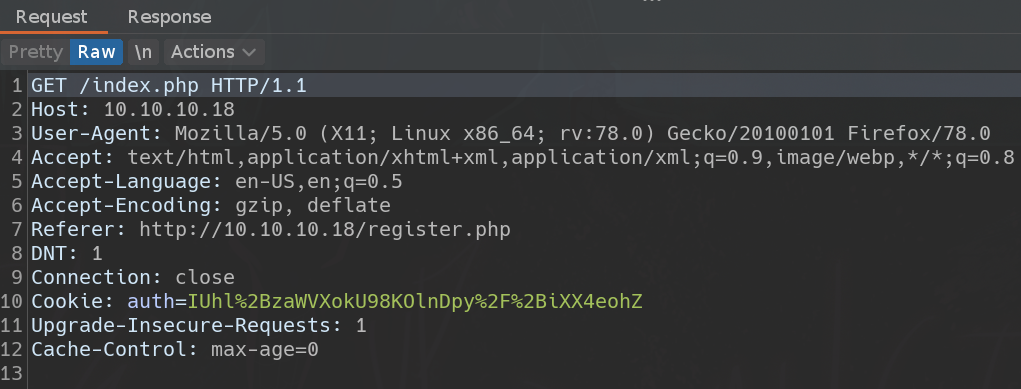 Request Response
Pretty Raw \n Actions
1 GET /index.php HTTP/1.1
2 Host: 10.10.10.18
3 User-Agent: Mozilla/5.0 (X11; Linux x86_64; rv:78.0) Gecko/20100101 Firefox/78.0
4 Accept: text/html,application/xhtml+xml,application/xml;q=0.9,image/webp,*/*;q=0.8
5 Accept-Language: en-US,en;q=0.5
6 Accept-Encoding: gzip, deflate
7 Referer: http://10.10.10.18/register.php
8 DNT: 1
9 Connection: close
10 Cookie: auth=IUhl%2BzaWVXokU98KOlnDpy%2F%2BiXX4eohZ
11 Upgrade-Insecure-Requests: 1
12 Cache-Control: max-age=0
13